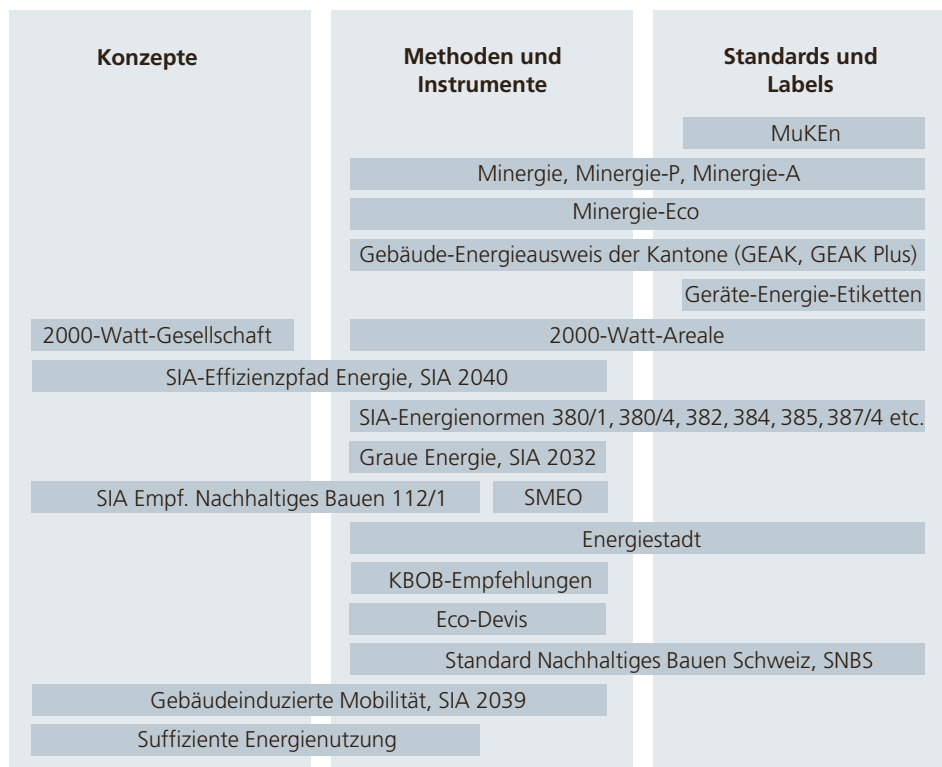 Konzepte
Methoden und
Instrumente
Standards und
Labels
MuKEn
Minergie, Minergie-P, Minergie-A
Minergie-Eco
Gebäude-Energieausweis der Kantone (GEAK, GEAK Plus)
Geräte-Energie-Etiketten
2000-Watt-Gesellschaft
2000-Watt-Areale
SIA-Effizienzpfad Energie, SIA 2040
SIA-Energienormen 380/1, 380/4, 382, 384, 385, 387/4 etc.
Graue Energie, SIA 2032
SIA Empf. Nachhaltiges Bauen 112/1
SMEO
Energiestadt
KBOB-Empfehlungen
Eco-Devis
Standard Nachhaltiges Bauen Schweiz, SNBS
Gebäudeinduzierte Mobilität, SIA 2039
Suffiziente Energienutzung